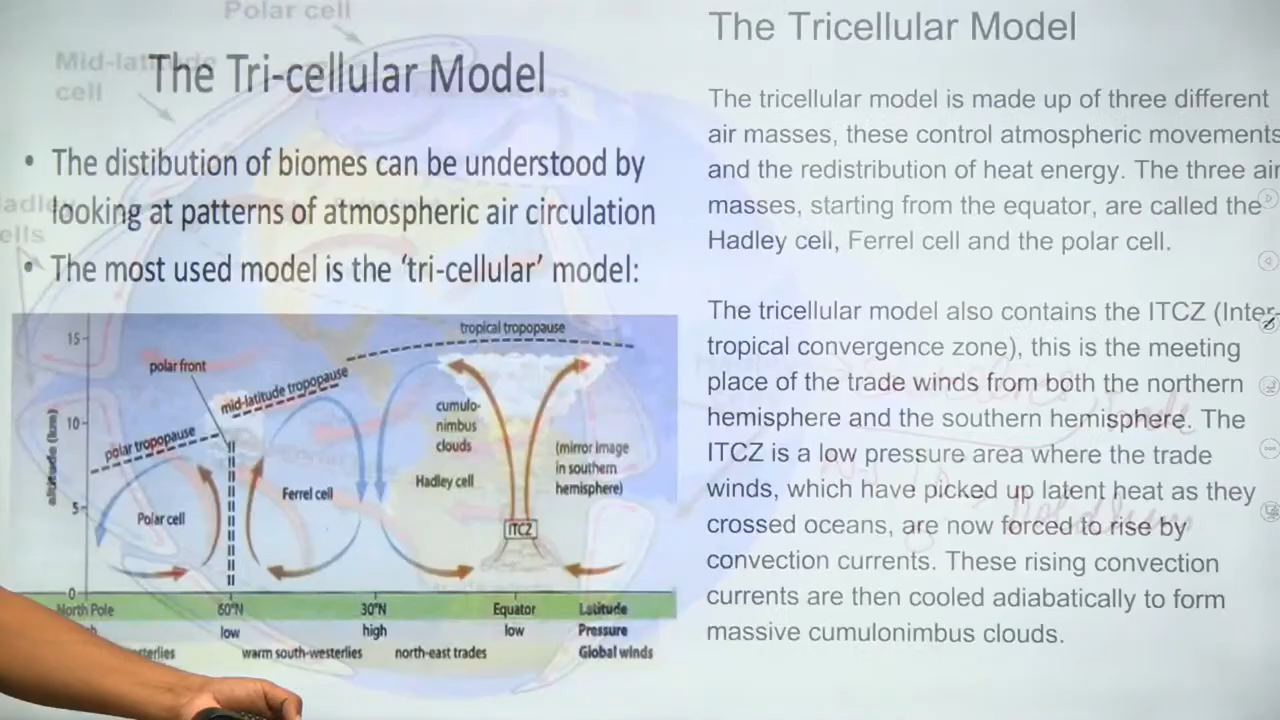 Polar cell
Mid-latitude
cell
Hadley
cells
The Tri-cellular Model
• The distibution of biomes can be understood by
looking at patterns of atmospheric air circulation
• The most used model is the ‘tri-cellular’ model:
tropical tropopause
15
polar front
mid-latitude tropopause
10
polar tropopause
altitude (km)
cumulo-
nimbus
clouds
(mirror image
in southern
hemisphere)
Hadley cell
Ferrel cell
5
Polar cell
ITCZ
0
North Pole 60°N 30°N Equator Latitude
low high low Pressure
warm south-westerlies north-east trades Global winds
The Tricellular Model
The tricellular model is made up of three different
air masses, these control atmospheric movements
and the redistribution of heat energy. The three air
masses, starting from the equator, are called the
Hadley cell, Ferrel cell and the polar cell.
The tricellular model also contains the ITCZ (Inter-
tropical convergence zone), this is the meeting
place of the trade winds from both the northern
hemisphere and the southern hemisphere. The
ITCZ is a low pressure area where the trade
winds, which have picked up latent heat as they
crossed oceans, are now forced to rise by
convection currents. These rising convection
currents are then cooled adiabatically to form
massive cumulonimbus clouds.